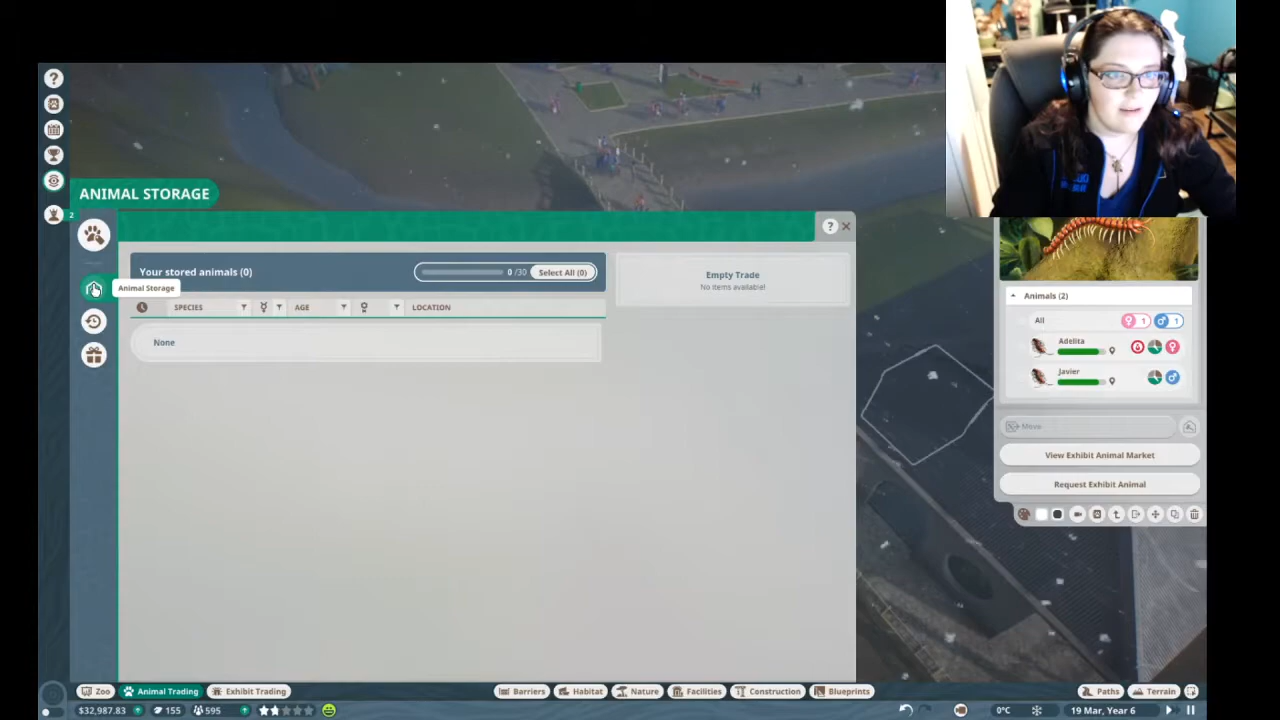 ?
2
ANIMAL STORAGE
?
Your stored animals (0)
0 /30
Select All (0)
Empty Trade
No items available!
Animal Storage
SPECIES
AGE
LOCATION
None
Animals (2)
All
1
1
Adelita
Javier
Move
View Exhibit Animal Market
Request Exhibit Animal
Zoo
Animal Trading
Exhibit Trading
Barriers
Habitat
Nature
Facilities
Construction
Blueprints
Paths
Terrain
$32,987.83
155
595
0°C
19 Mar, Year 6